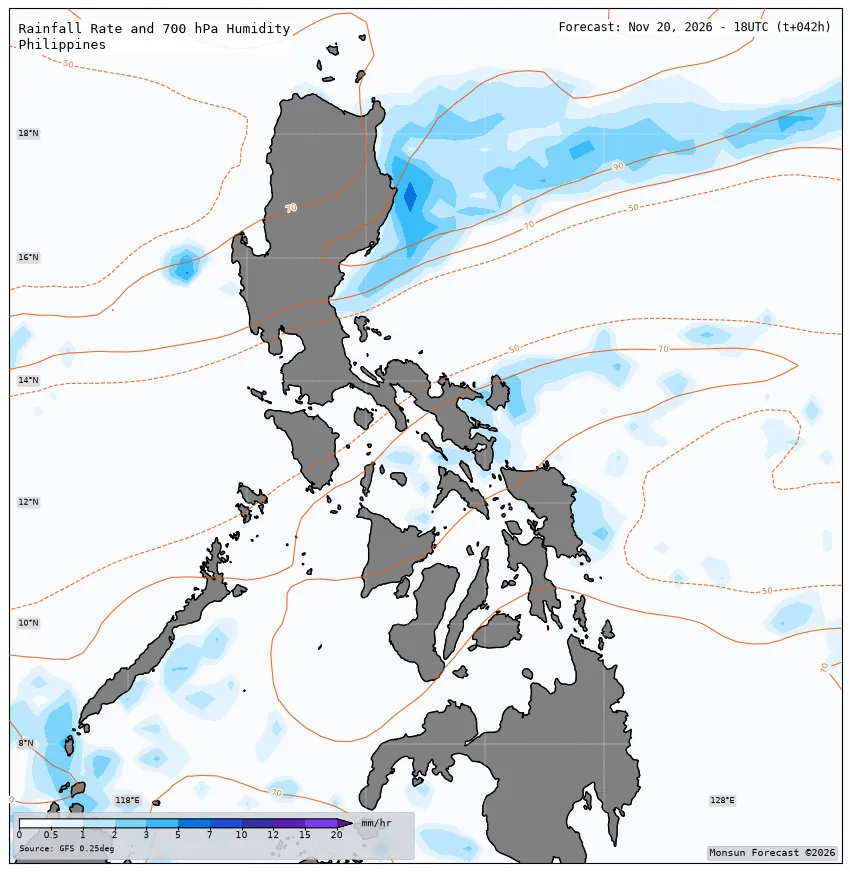 Rainfall Rate and 700 hPa Humidity
Philippines
Forecast: Nov 20, 2026 - 18UTC (t+042h)
50
18°N
90
70
70
50
16°N
50
70
14°N
12°N
50
10°N
70
8°N
70
118°E
128°E
0
0 0.5 1 2 3 5 7 10 12 15 20 mm/hr
Source: GFS 0.25deg
Monsun Forecast ©2026